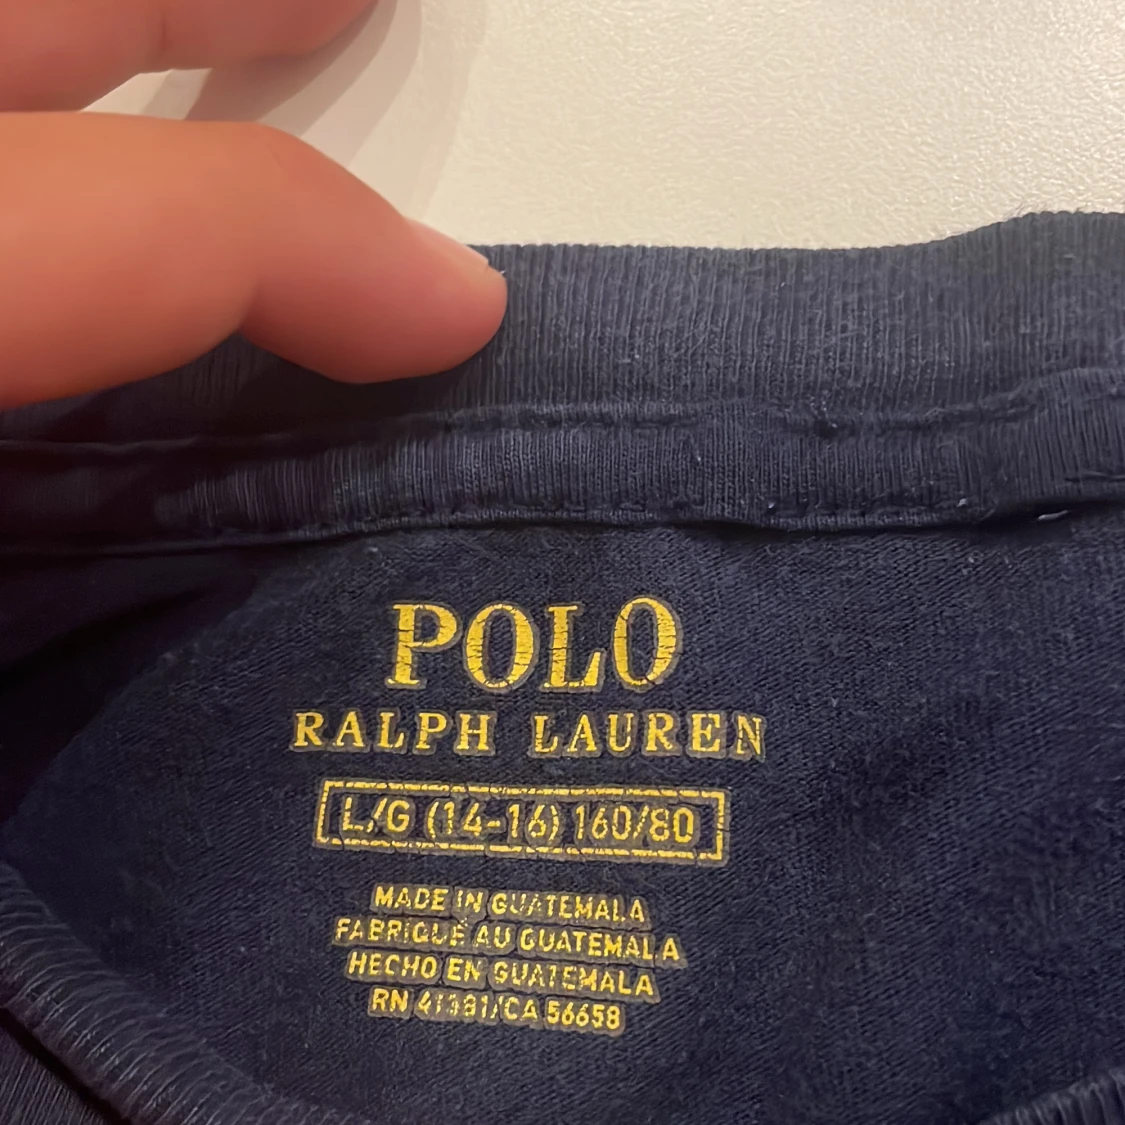 POLO
RALPH LAUREN
L/G (14-16) 160/80
MADE IN GUATEMALA
FABRIQUÉ AU GUATEMALA
HECHO EN GUATEMALA
RN 41381/CA 56658